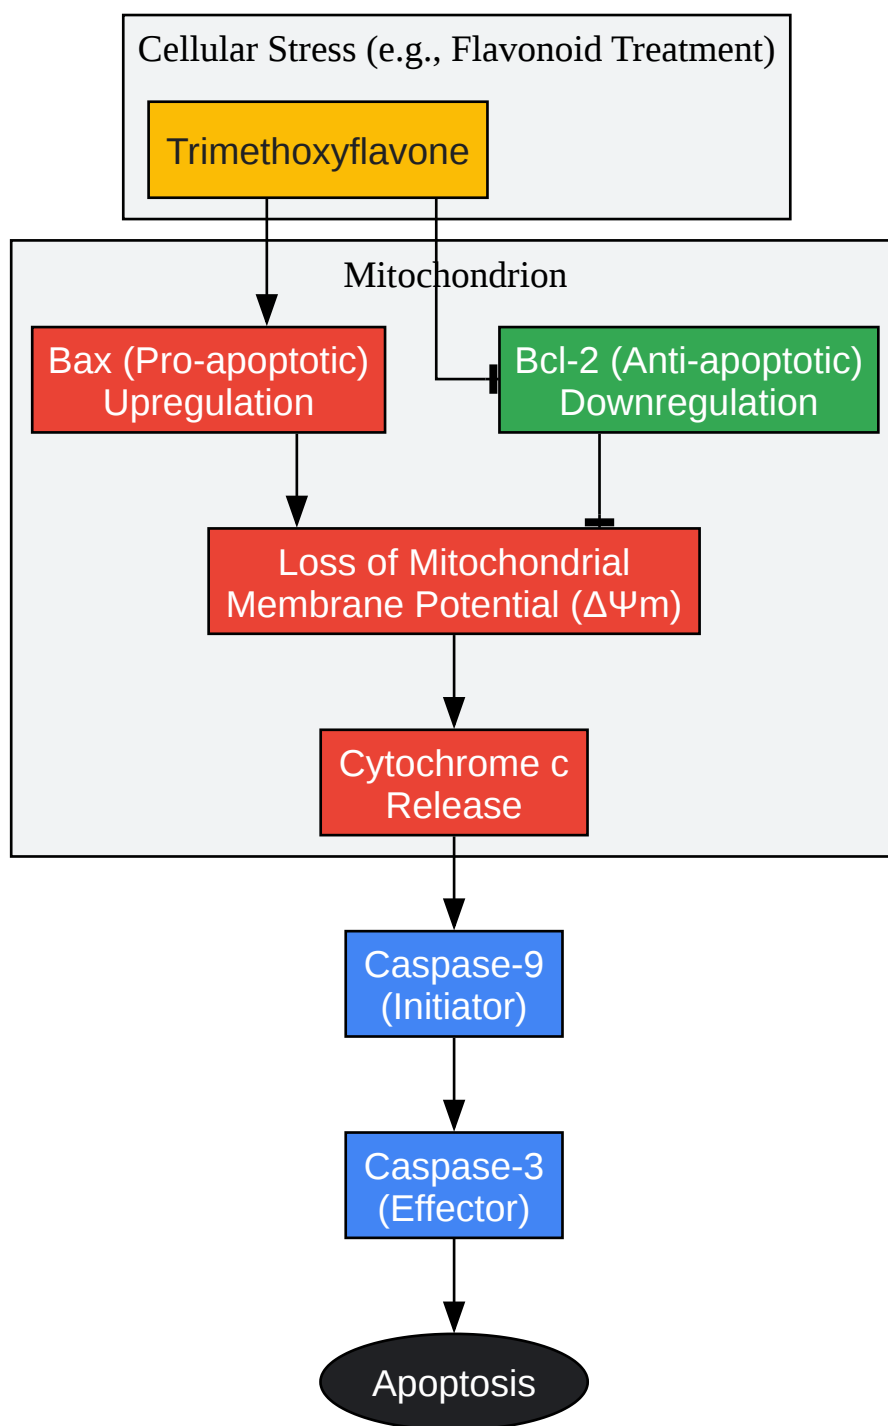 Cellular Stress (e.g., Flavonoid Treatment)
Trimethoxyflavone
Mitochondrion
Bax (Pro-apoptotic)
Upregulation
Bcl-2 (Anti-apoptotic)
Downregulation
Loss of Mitochondrial
Membrane Potential (ΔΨm)
Cytochrome c
Release
Caspase-9
(Initiator)
Caspase-3
(Effector)
Apoptosis